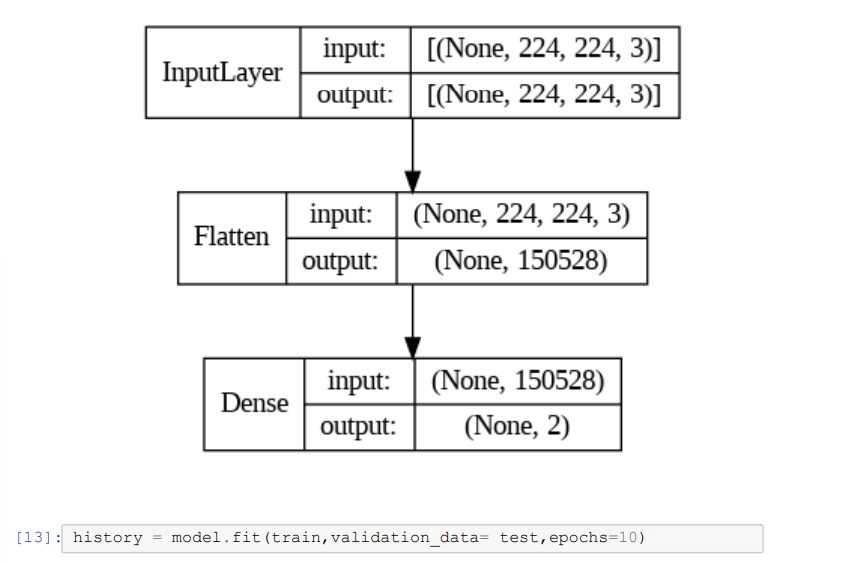 InputLayer input: [(None, 224, 224, 3)]
output: [(None, 224, 224, 3)]
Flatten input: (None, 224, 224, 3)
output: (None, 150528)
Dense input: (None, 150528)
output: (None, 2)
[13]: history = model.fit(train,validation_data= test,epochs=10)